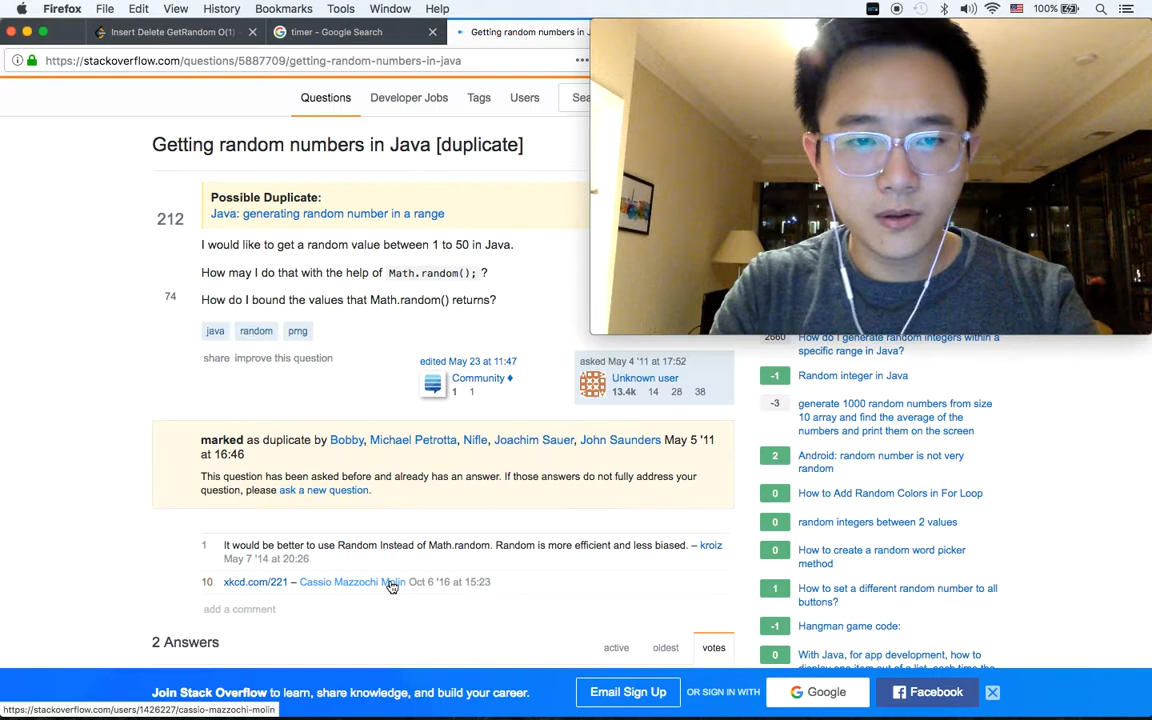 Firefox File Edit View History Bookmarks Tools Window Help 100%
Insert Delete GetRandom O(1) timer - Google Search Getting random numbers in J
https://stackoverflow.com/questions/5887709/getting-random-numbers-in-java
Questions Developer Jobs Tags Users Sea
Getting random numbers in Java [duplicate]
212
Possible Duplicate:
Java: generating random number in a range
I would like to get a random value between 1 to 50 in Java.
How may I do that with the help of Math.random(); ?
74
How do I bound the values that Math.random() returns?
java random prng
share improve this question
edited May 23 at 11:47
Community ♦
1 1
asked May 4 '11 at 17:52
Unknown user
13.4k 14 28 38
marked as duplicate by Bobby, Michael Petrotta, Nifle, Joachim Sauer, John Saunders May 5 '11
at 16:46
This question has been asked before and already has an answer. If those answers do not fully address your
question, please ask a new question.
1 It would be better to use Random Instead of Math.random. Random is more efficient and less biased. – kroiz
May 7 '14 at 20:26
10 xkcd.com/221 – Cassio Mazzochi Molin Oct 6 '16 at 15:23
add a comment
2 Answers
active oldest votes
2660 How do I generate random integers within a
specific range in Java?
-1 Random integer in Java
-3 generate 1000 random numbers from size
10 array and find the average of the
numbers and print them on the screen
2 Android: random number is not very
random
0 How to Add Random Colors in For Loop
0 random integers between 2 values
0 How to create a random word picker
method
1 How to set a different random number to all
buttons?
-1 Hangman game code:
0 With Java, for app development, how to
display one item out of a list, each time the
Join Stack Overflow to learn, share knowledge, and build your career.
Email Sign Up OR SIGN IN WITH Google Facebook
https://stackoverflow.com/users/1426227/cassio-mazzochi-molin